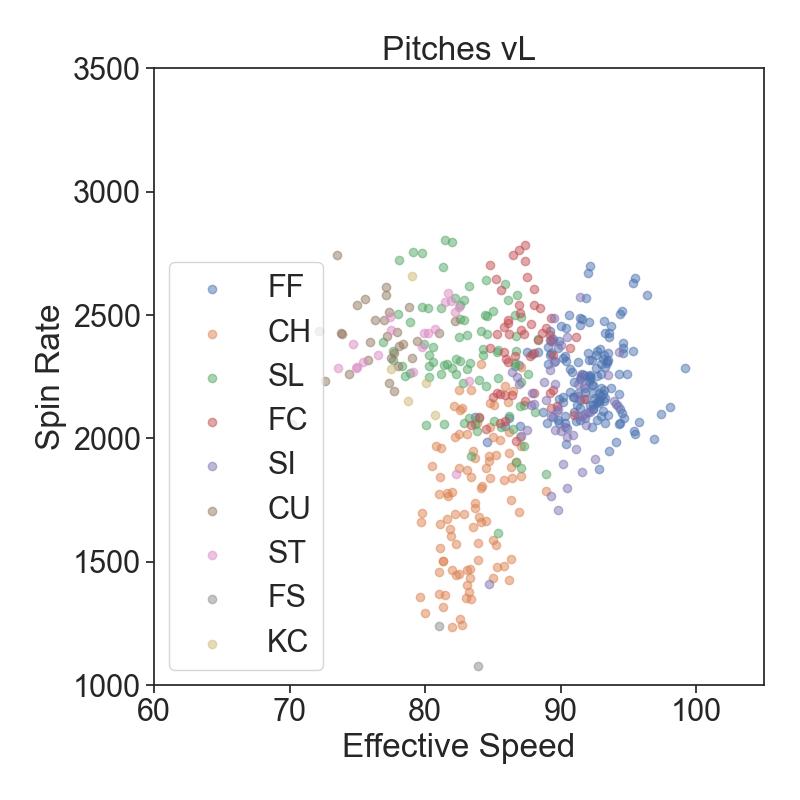 Pitches vL
3500
3000
2500
2000
1500
1000
Spin Rate
FF
CH
SL
FC
SI
CU
ST
FS
KC
60 70 80 90 100
Effective Speed